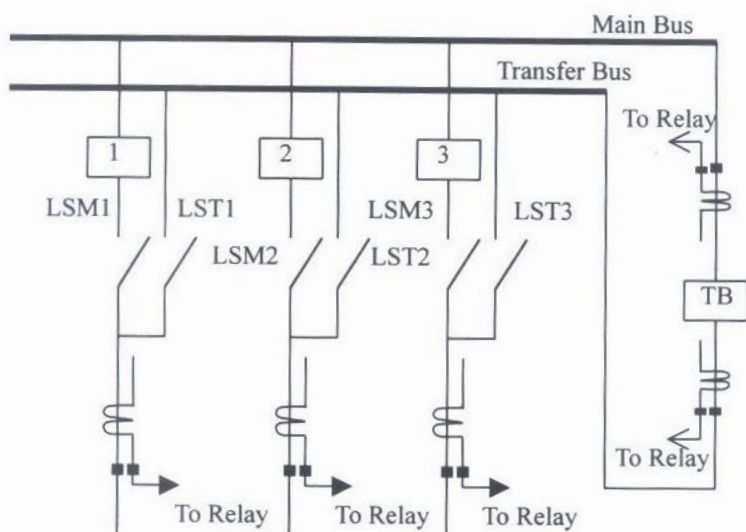 Main Bus
Transfer Bus
To Relay
1
2
3
LSM1
LST1
LSM2
LST2
LSM3
LST3
TB
To Relay
To Relay
To Relay
To Relay